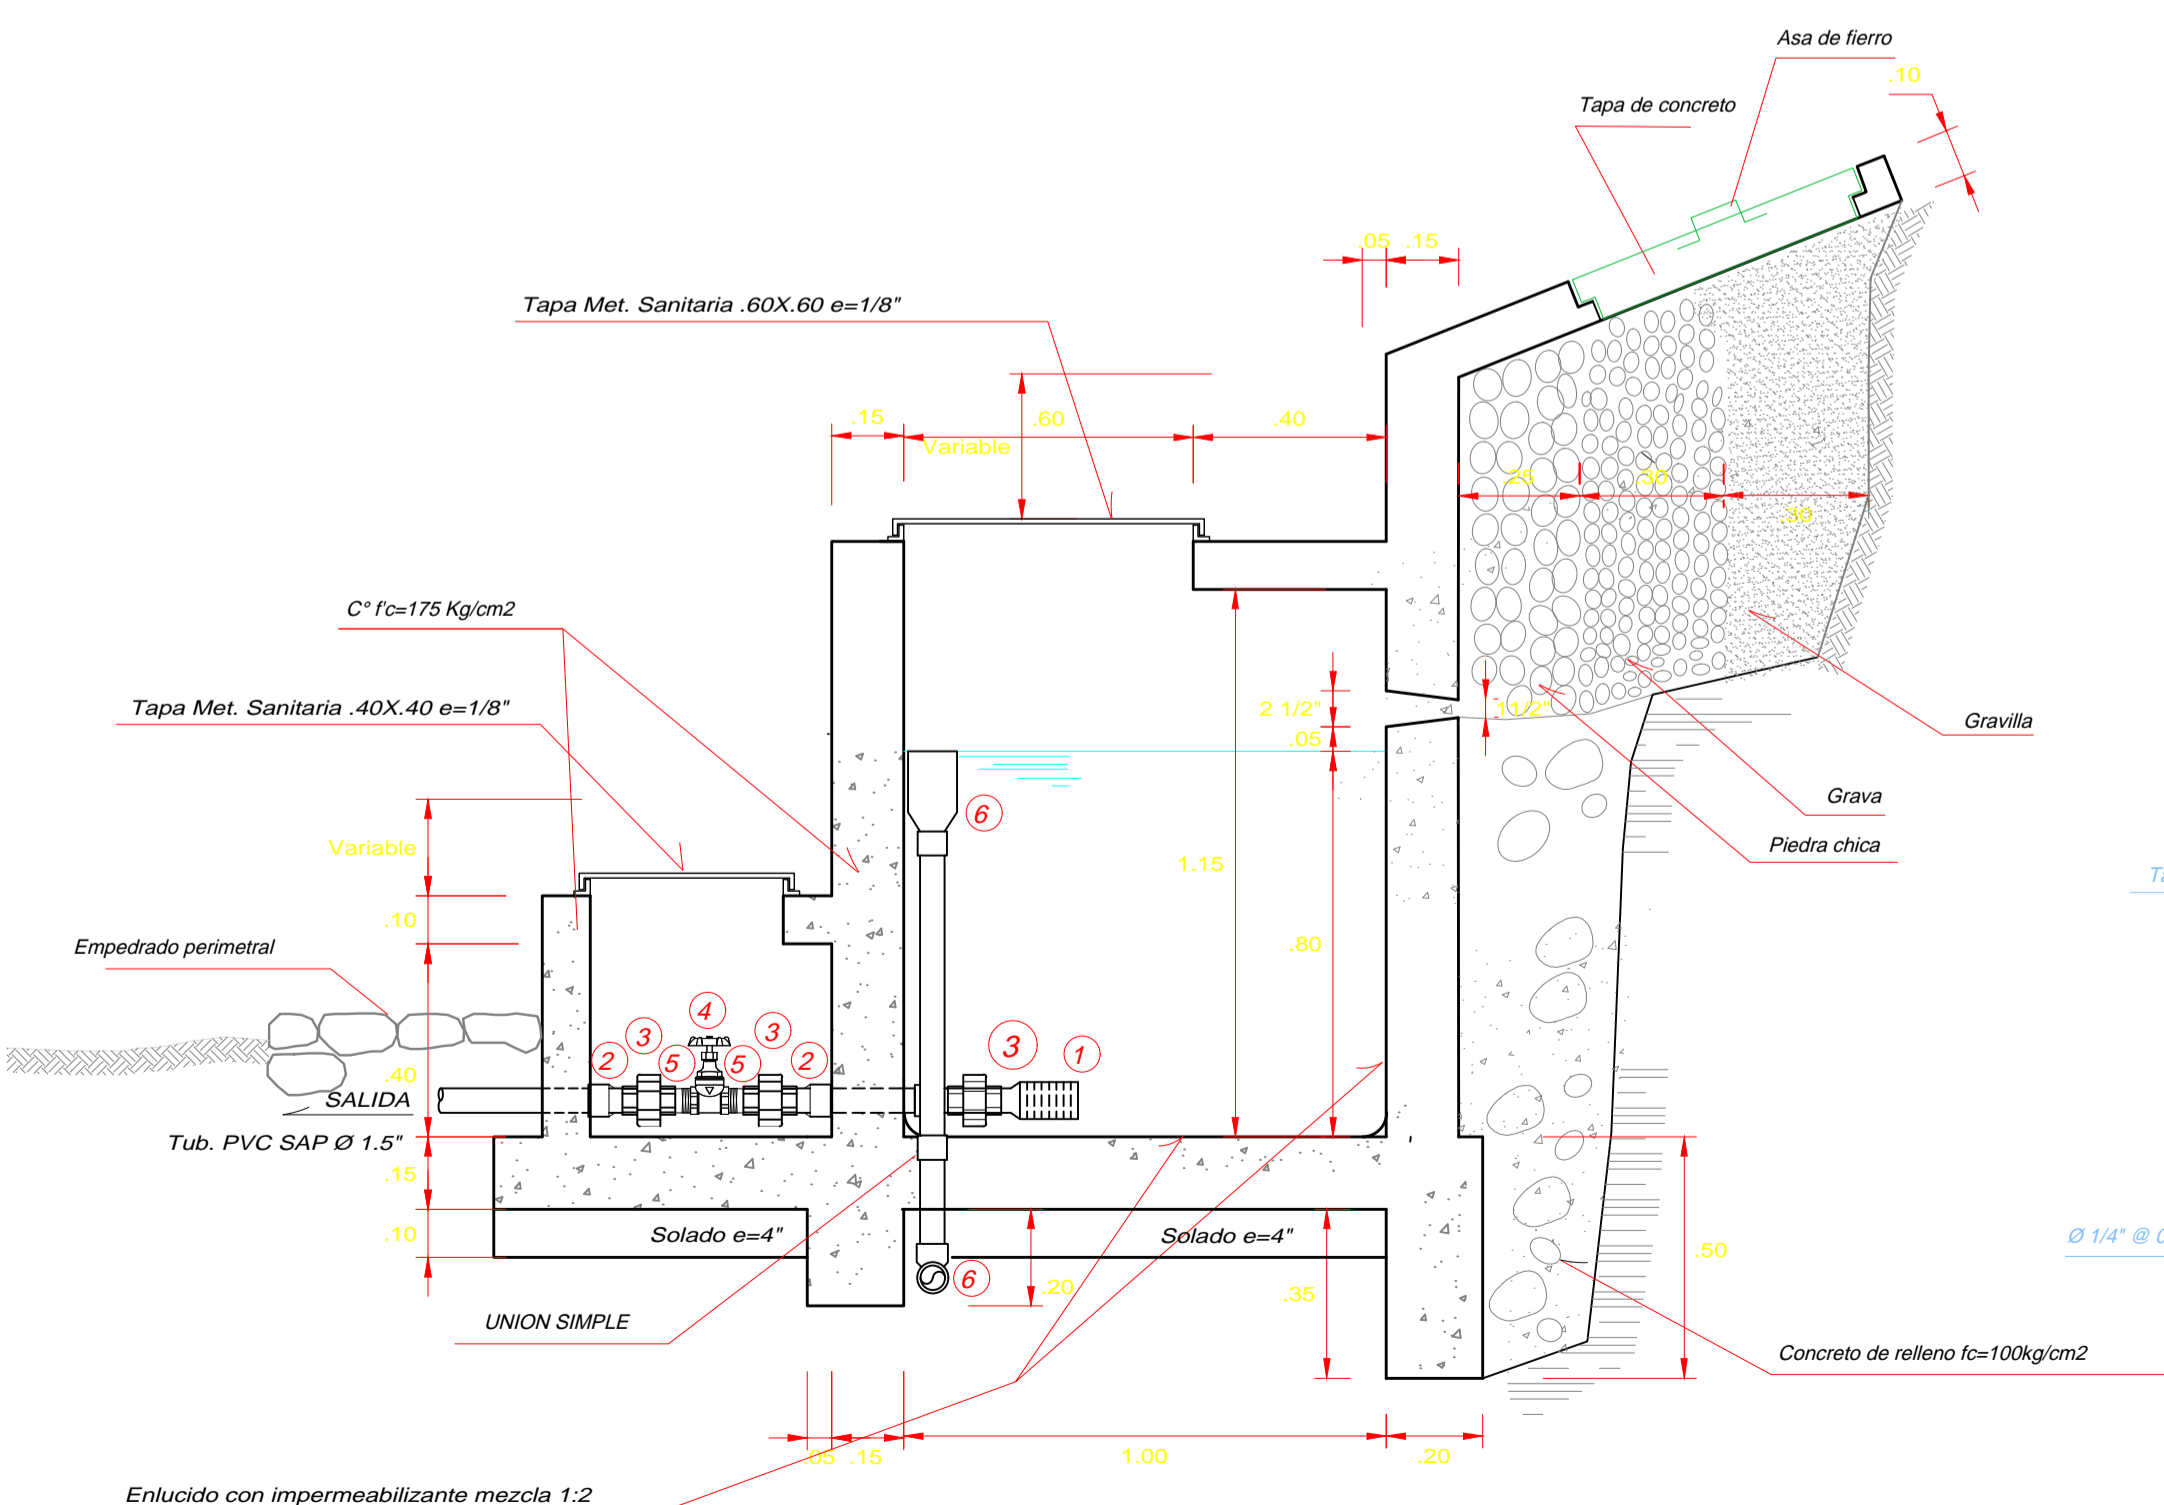 Asa de fierro
.10
Tapa de concreto
.05 .15
Tapa Met. Sanitaria .60X.60 e=1/8"
.15
.60
.40
Variable
.25
.30
.30
C° f'c=175 Kg/cm2
Tapa Met. Sanitaria .40X.40 e=1/8"
2 1/2"
11/2"
Gravilla
.05
Grava
6
Piedra chica
Variable
1.15
.10
.80
Empedrado perimetral
4
3
3
3
1
2
5
5
2
.40
SALIDA
Tub. PVC SAP Ø 1.5"
.15
.10
Solado e=4"
Solado e=4"
Ø 1/4" @
.50
6
.20
.35
UNION SIMPLE
Concreto de relleno fc=100kg/cm2
.05 .15
1.00
.20
Enlucido con impermeabilizante mezcla 1:2